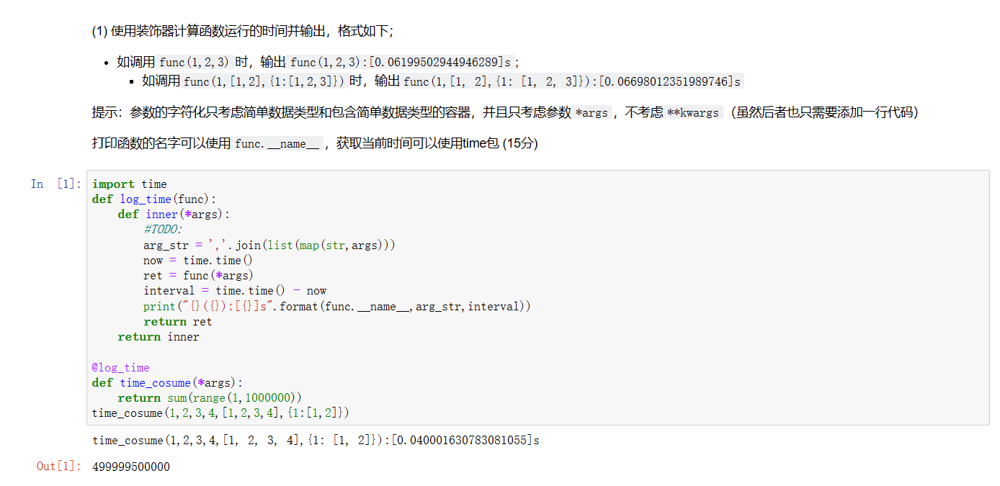 (1) 使用装饰器计算函数运行的时间并输出，格式如下；
• 如调用 func(1,2,3) 时，输出 func(1,2,3):[0.06199502944946289]s；
▪ 如调用 func(1,[1,2],{1:[1,2,3]}) 时，输出 func(1,[1, 2],{1: [1, 2, 3]}):[0.06698012351989746]s
提示：参数的字符化只考虑简单数据类型和包含简单数据类型的容器，并且只考虑参数 *args ，不考虑 **kwargs （虽然后者也只需要添加一行代码）
打印函数的名字可以使用 func.__name__ ，获取当前时间可以使用time包 (15分)
In [1]: import time
def log_time(func):
    def inner(*args):
        #TODO:
        arg_str = ','.join(list(map(str,args)))
        now = time.time()
        ret = func(*args)
        interval = time.time() - now
        print("{}({}):[{}]s".format(func.__name__,arg_str,interval))
        return ret
    return inner
@log_time
def time_cosume(*args):
    return sum(range(1,1000000))
time_cosume(1,2,3,4,[1,2,3,4],{1:[1,2]})
time_cosume(1,2,3,4,[1, 2, 3, 4],{1: [1, 2]}):[0.040001630783081055]s
Out[1]: 499999500000